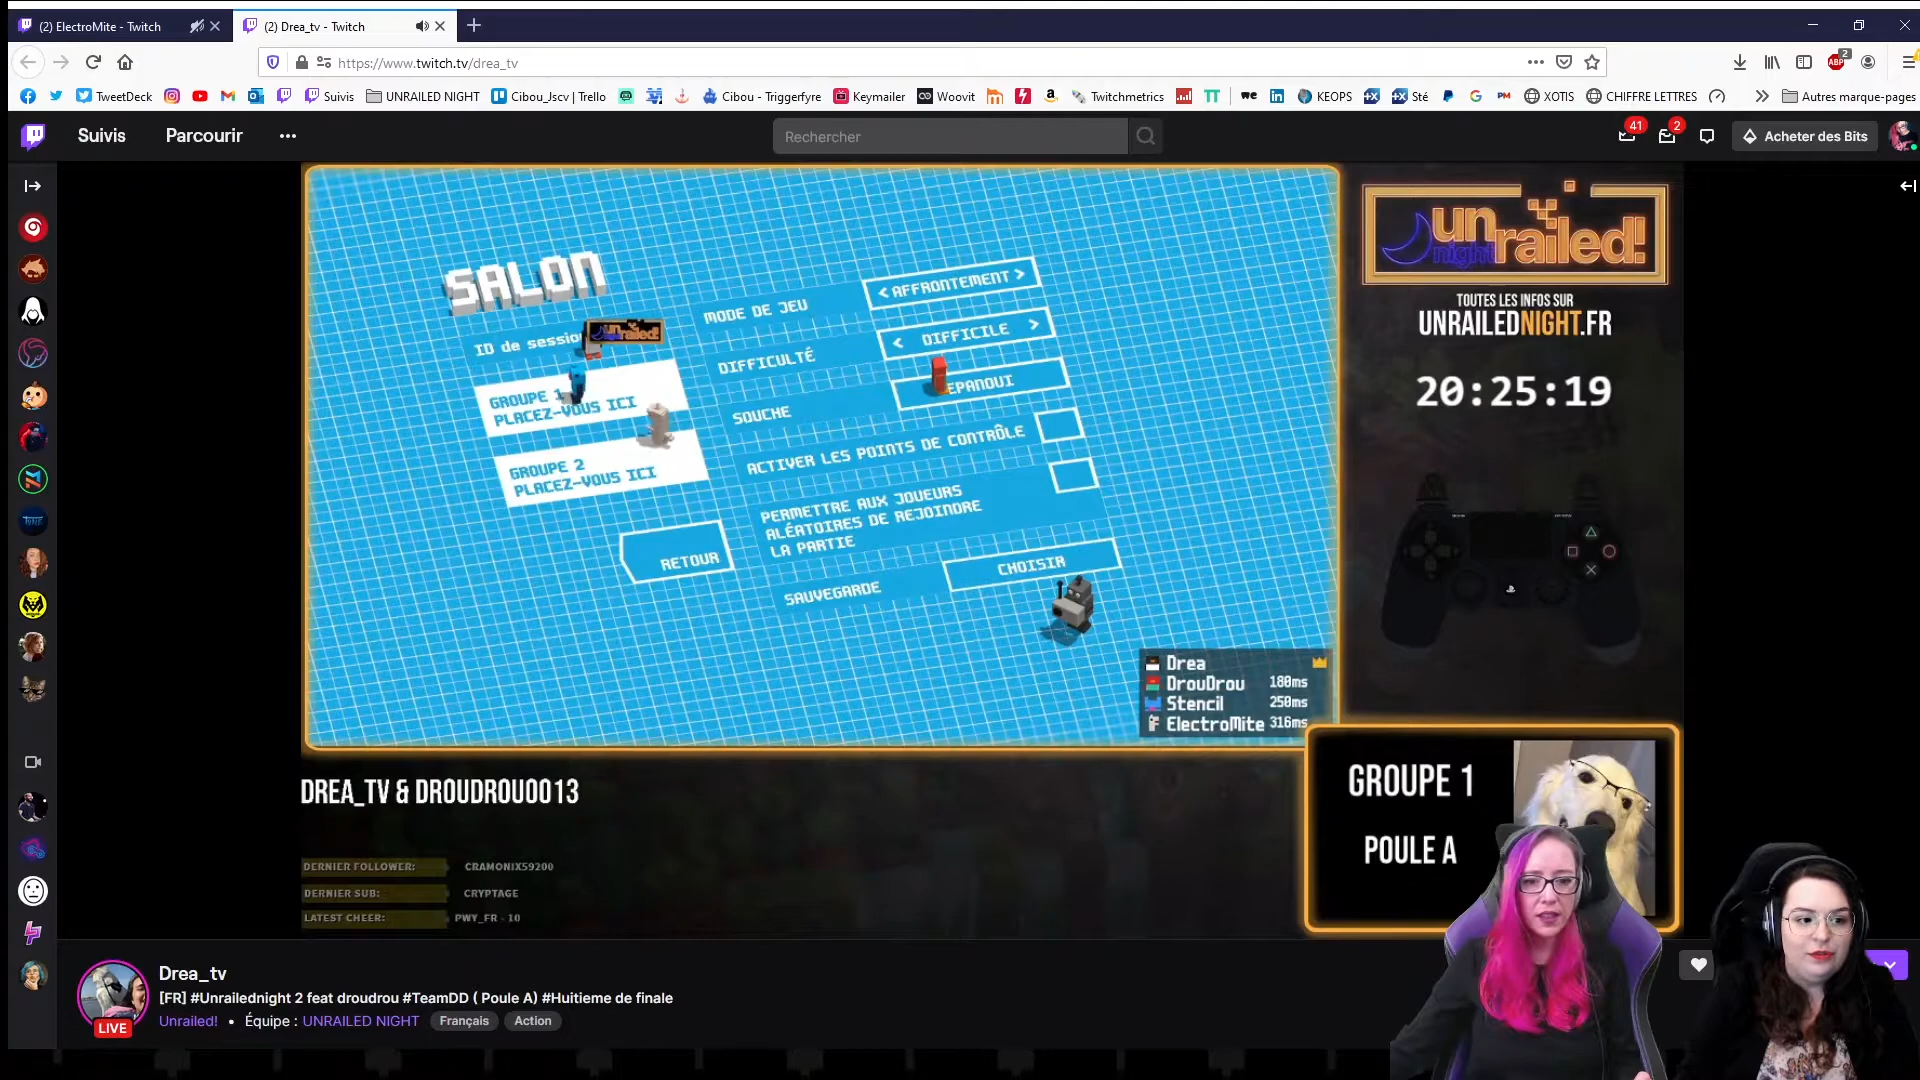 (2) ElectroMite - Twitch
(2) Drea_tv - Twitch
https://www.twitch.tv/drea_tv
TweetDeck
Suivis
UNRAILED NIGHT
Cibou_Jscv | Trello
Cibou - Triggerfyre
Keymailer
Woovit
Twitchmetrics
KEOPS
Sté
XOTIS
CHIFFRE LETTRES
Autres marque-pages
Suivis
Parcourir
Rechercher
41
2
Acheter des Bits
SALON
ID de sessio
MODE DE JEU
AFFRONTEMENT
DIFFICULTÉ
DIFFICILE
SOUCHE
EPANOUI
GROUPE 1
PLACEZ-VOUS ICI
GROUPE 2
PLACEZ-VOUS ICI
ACTIVER LES POINTS DE CONTRÔLE
PERMETTRE AUX JOUEURS
ALÉATOIRES DE REJOINDRE
LA PARTIE
RETOUR
SAUVEGARDE
CHOISIR
Drea
DrouDrou 180ms
Stencil 250ms
ElectroMite 316ms
unrailed!
night
TOUTES LES INFOS SUR
UNRAILEDNIGHT.FR
20:25:19
GROUPE 1
POULE A
DREA_TV & DROUDROU0013
DERNIER FOLLOWER: CRAMONIX59200
DERNIER SUB: CRYPTAGE
LATEST CHEER: PWY_FR - 10
LIVE
Drea_tv
[FR] #Unrailednight 2 feat droudrou #TeamDD ( Poule A) #Huitieme de finale
Unrailed! • Équipe : UNRAILED NIGHT Français Action